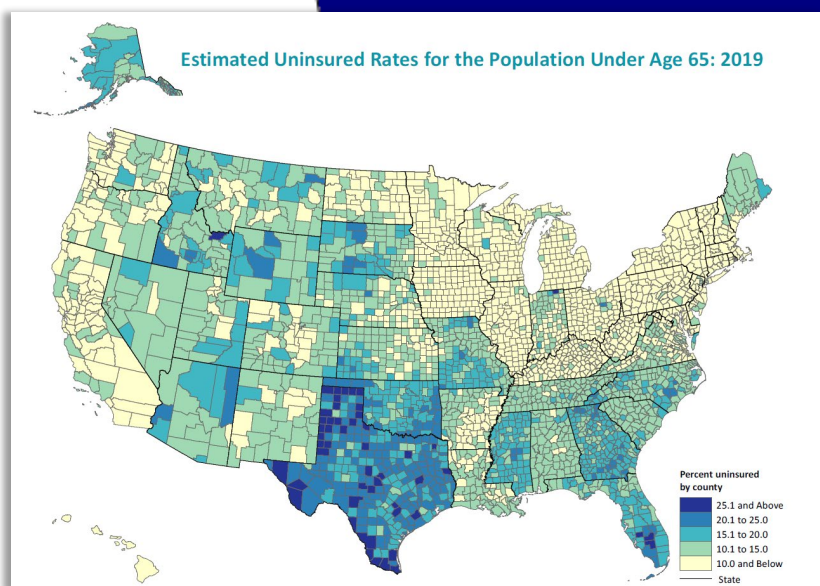 Estimated Uninsured Rates for the Population Under Age 65: 2019
Percent uninsured
by county
25.1 and Above
20.1 to 25.0
15.1 to 20.0
10.1 to 15.0
10.0 and Below
State